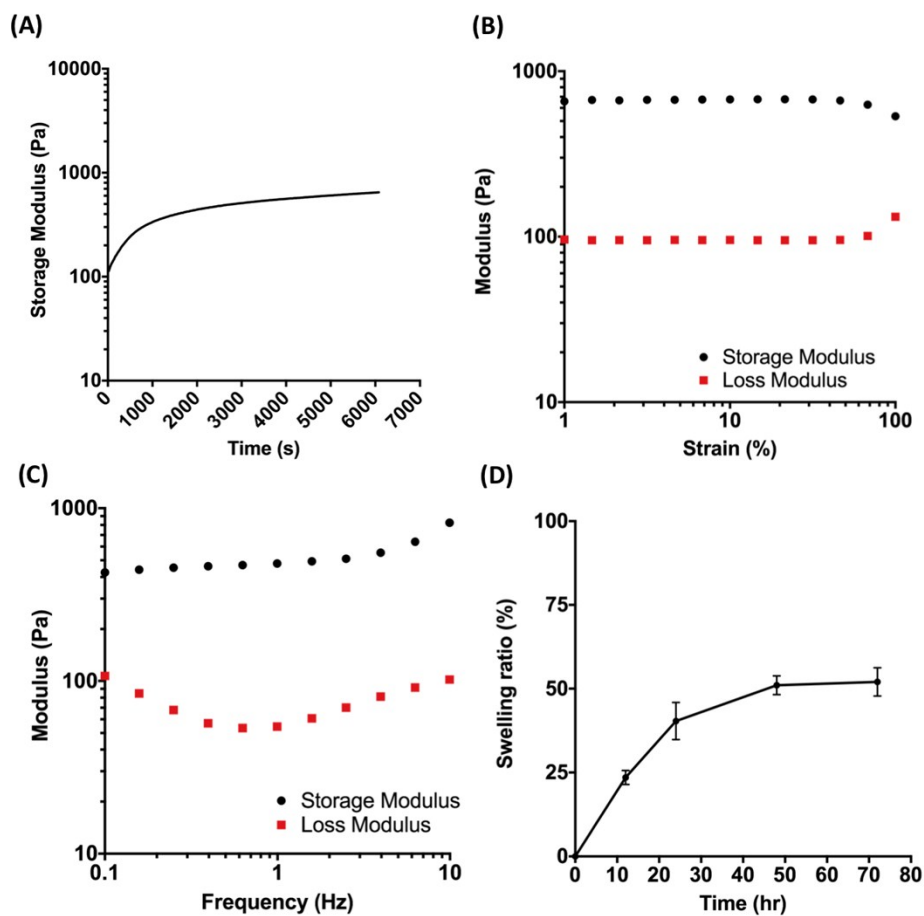 (A)
10000
1000
100
10
Storage Modulus (Pa)
0
1000
2000
3000
4000
5000
6000
7000
Time (s)
(B)
1000
100
10
Modulus (Pa)
Storage Modulus
Loss Modulus
1
10
100
Strain (%)
(C)
1000
100
10
Modulus (Pa)
Storage Modulus
Loss Modulus
0.1
1
10
Frequency (Hz)
(D)
100
75
50
25
0
Swelling ratio (%)
0
10
20
30
40
50
60
70
80
Time (hr)